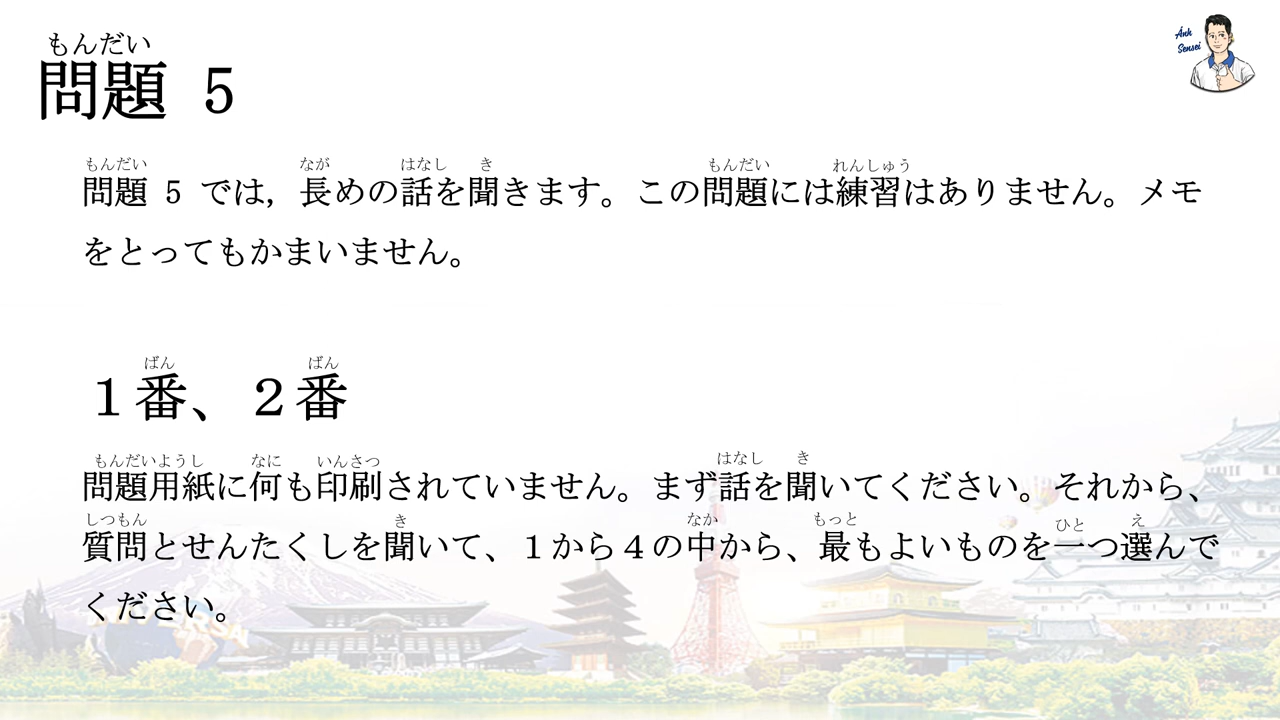 もんだい
問題 5
Ánh
Sensei
もんだい なが はなし き もんだい れんしゅう
問題 5 では, 長めの話を聞きます。この問題には練習はありません。メモ
をとってもかまいません。
ばん ばん
1番、2番
もんだいようし なに いんさつ はなし き
問題用紙に何も印刷されていません。まず話を聞いてください。それから、
しつもん き なか もっと ひと え
質問とせんたくしを聞いて、1から4の中から、最もよいものを一つ選んで
ください。